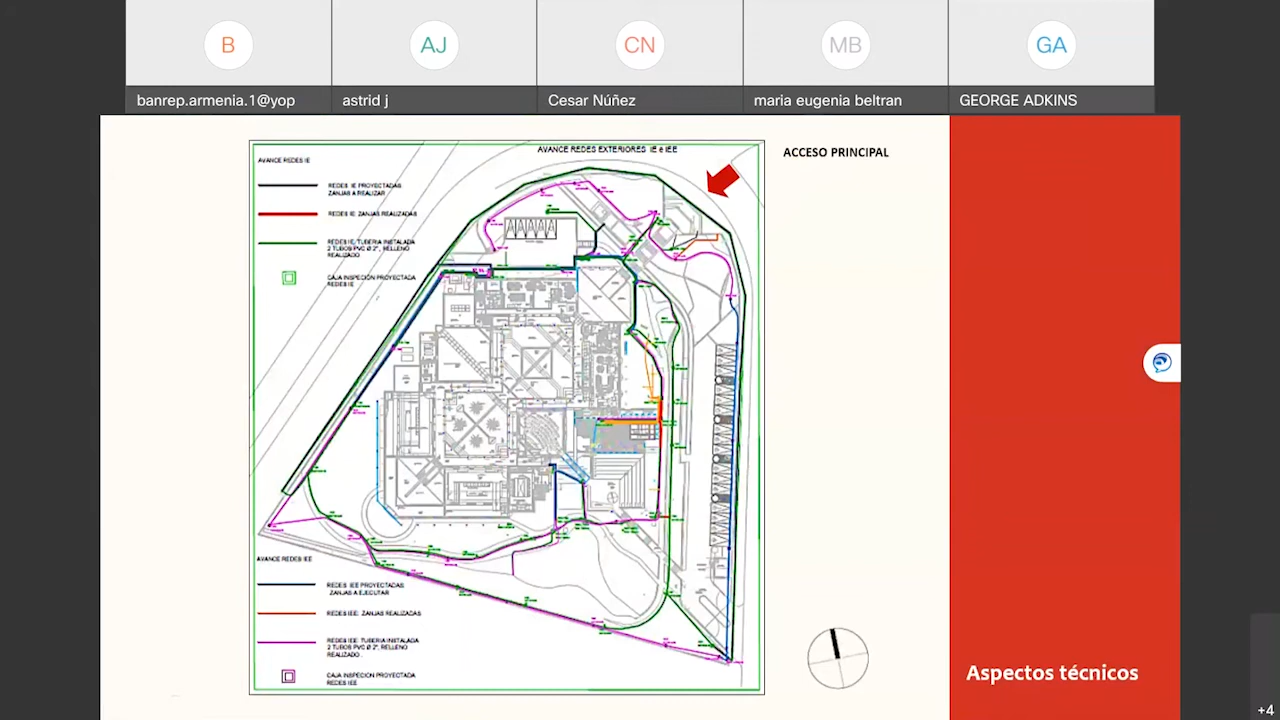 B
AJ
CN
MB
GA
banrep.armenia.1@yop
astrid j
Cesar Núñez
maria eugenia beltran
GEORGE ADKINS
AVANCE REDES EXTERIORES IE e IEE
ACCESO PRINCIPAL
AVANCE REDES IE
REDES IE PROYECTADAS
ZANJAS A REALIZAR
REDES IE: ZANJAS REALIZADAS
REDES IE/TUBERIA INSTALADA
2 TUBOS PVC Ø 2", RELLENO
REALIZADO
CAJA INSPECIÓN PROYECTADA
REDES IE
AVANCE REDES IEE
REDES IEE PROYECTADAS
ZANJAS A EJECUTAR
REDES IEE: ZANJAS REALIZADAS
REDES IEE: TUBERIA INSTALADA
2 TUBOS PVC Ø 2", RELLENO
REALIZADO
CAJA INSPECIÓN PROYECTADA
REDES IEE
Aspectos técnicos
+4